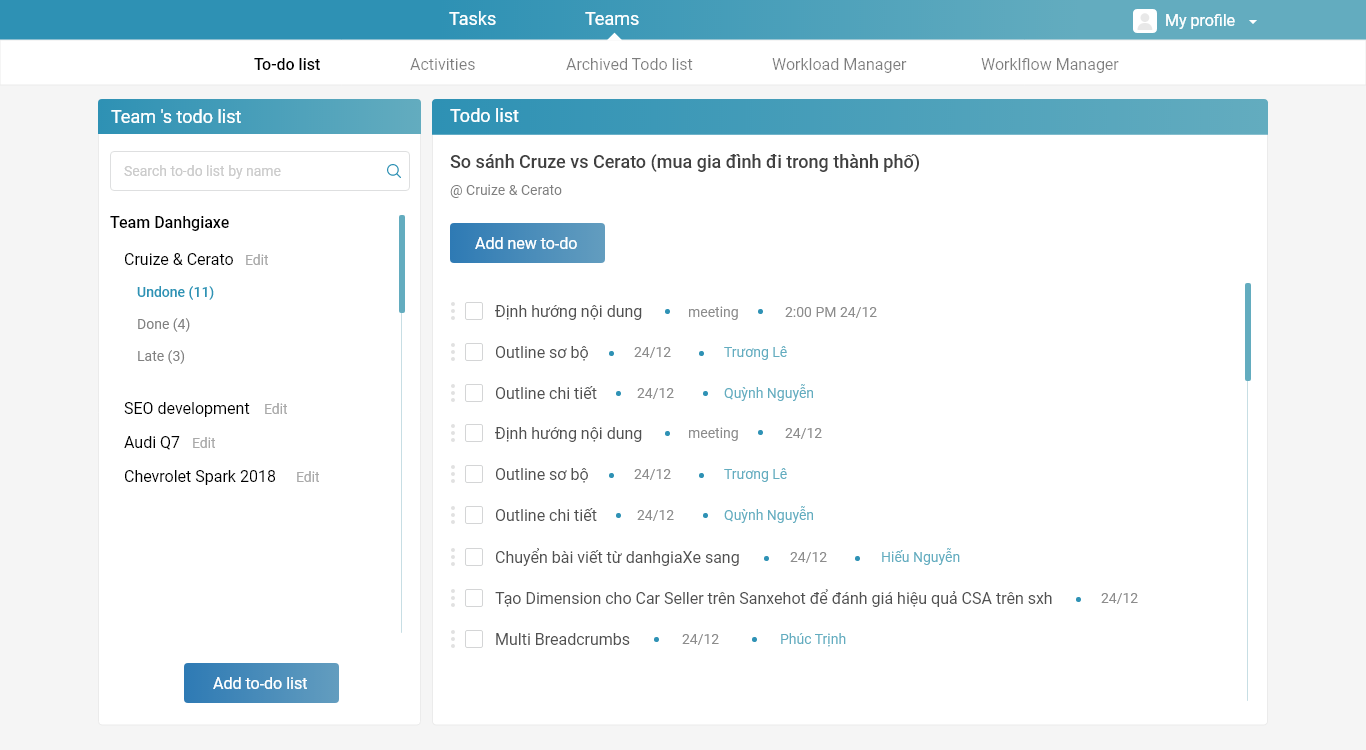 Tasks Teams My profile
To-do list Activities Archived Todo list Workload Manager Worklflow Manager
Team 's todo list
Search to-do list by name
Team Danhgiaxe
Cruize & Cerato Edit
Undone (11)
Done (4)
Late (3)
SEO development Edit
Audi Q7 Edit
Chevrolet Spark 2018 Edit
Add to-do list
Todo list
So sánh Cruze vs Cerato (mua gia đình đi trong thành phố)
@ Cruize & Cerato
Add new to-do
Định hướng nội dung • meeting • 2:00 PM 24/12
Outline sơ bộ • 24/12 • Trương Lê
Outline chi tiết • 24/12 • Quỳnh Nguyễn
Định hướng nội dung • meeting • 24/12
Outline sơ bộ • 24/12 • Trương Lê
Outline chi tiết • 24/12 • Quỳnh Nguyễn
Chuyển bài viết từ danhgiaXe sang • 24/12 • Hiếu Nguyễn
Tạo Dimension cho Car Seller trên Sanxehot để đánh giá hiệu quả CSA trên sxh • 24/12
Multi Breadcrumbs • 24/12 • Phúc Trịnh